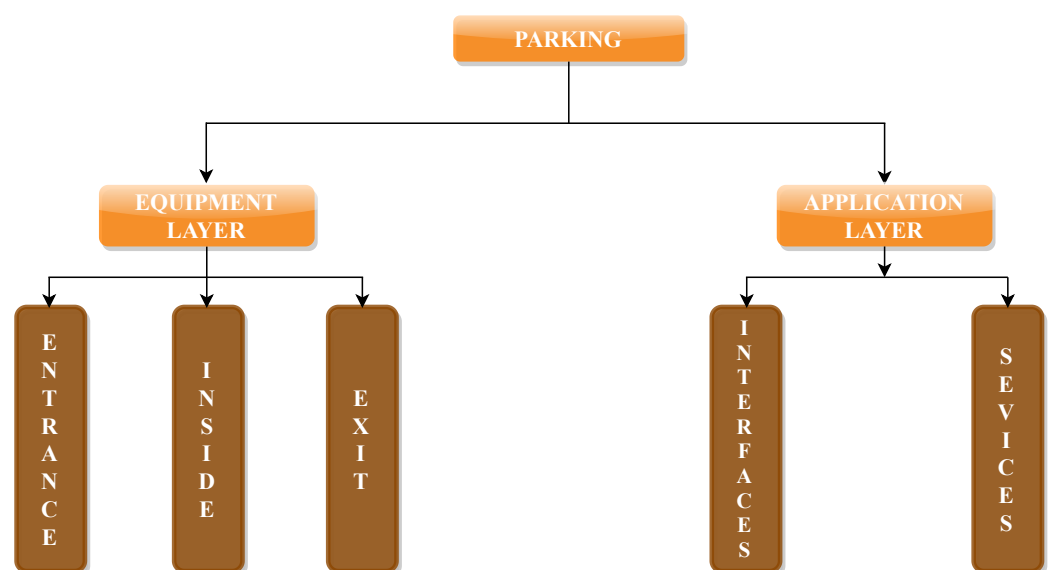 PARKING
EQUIPMENT
LAYER
APPLICATION
LAYER
ENTRANCE
INSIDE
EXIT
INTERFACES
SEVICES